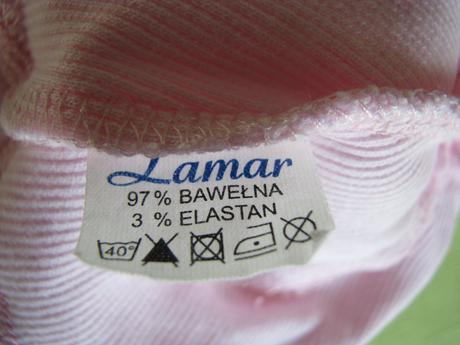 Lamar
97% BAWEŁNA
3% ELASTAN
40°